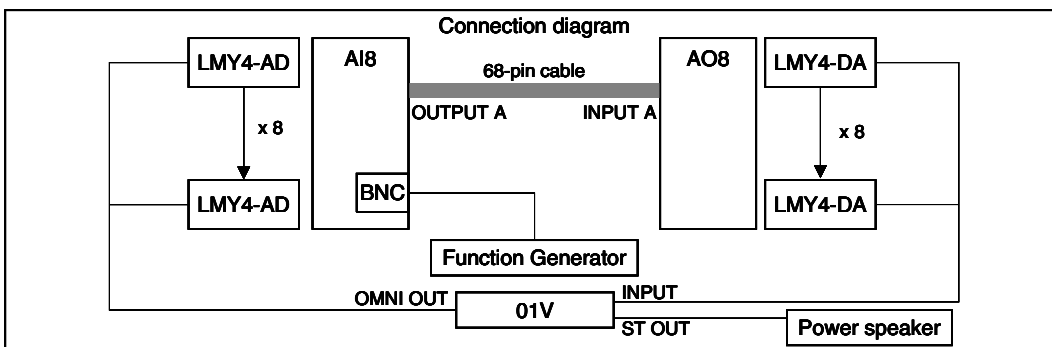 Connection diagram
LMY4-AD
AI8
AO8
LMY4-DA
68-pin cable
OUTPUT A
INPUT A
x 8
x 8
LMY4-AD
BNC
LMY4-DA
Function Generator
OMNI OUT
01V
INPUT
ST OUT
Power speaker